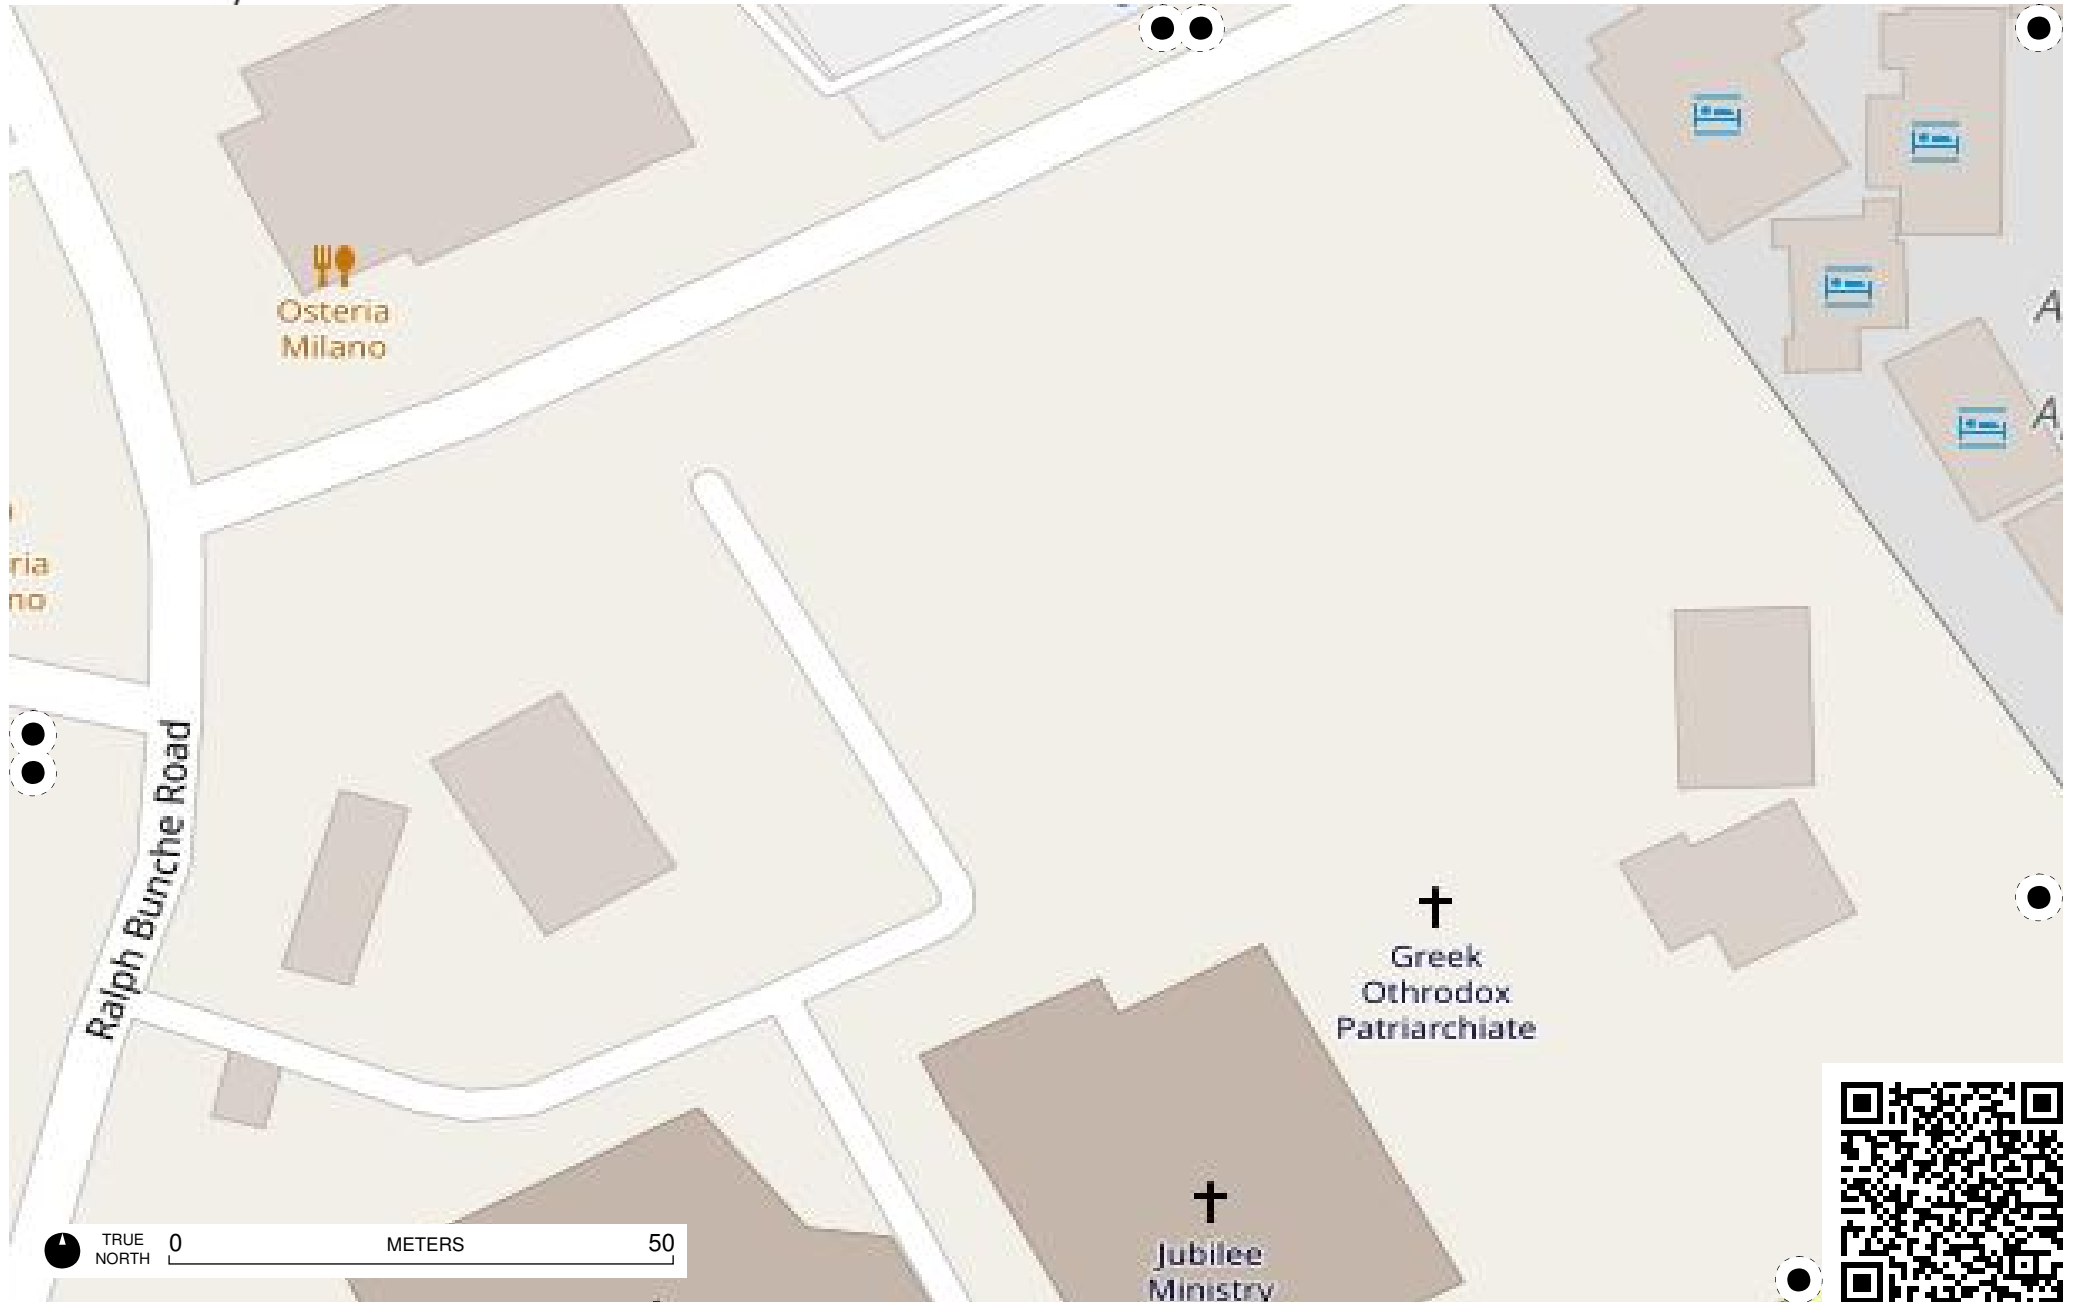 Osteria
Milano
ria
no
Ralph Bunche Road
Greek
Othrodox
Patriarchiate
Jubilee
Ministry
TRUE
NORTH
0 METERS 50
A
A